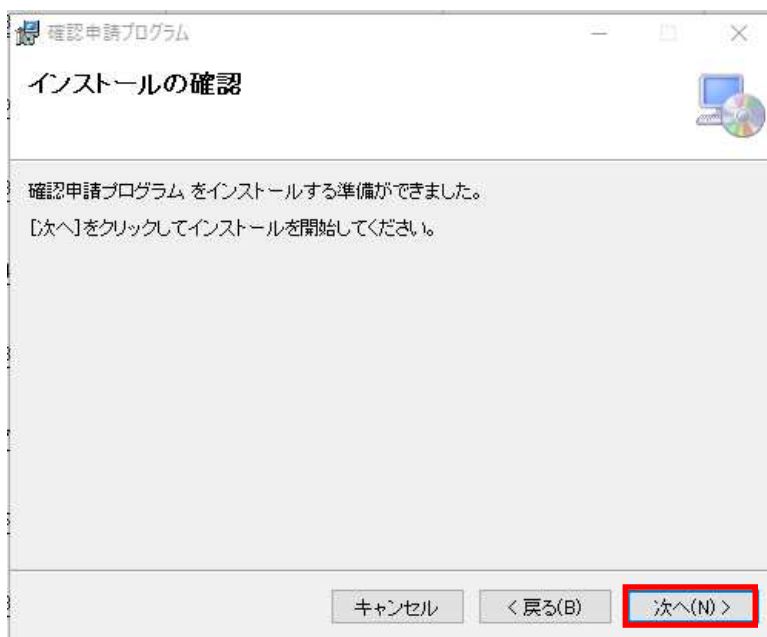 確認申請プログラム
インストールの確認
確認申請プログラム をインストールする準備ができました。
[次へ]をクリックしてインストールを開始してください。
キャンセル
< 戻る(B)
次へ(N) >